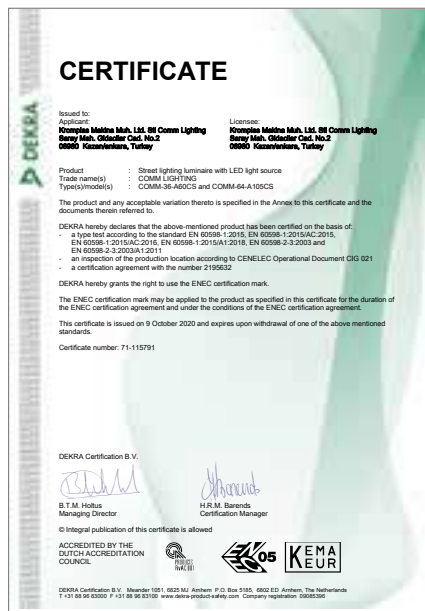 DEKRA
CERTIFICATE
Issued to:
Applicant: Licensee:
Kromplas Makina Muh. Ltd. Sti Comm Lighting Kromplas Makina Muh. Ltd. Sti Comm Lighting
Saray Mah. Gidacilar Cad. No.2 Saray Mah. Gidacilar Cad. No.2
06980 Kazan/ankara, Turkey 06980 Kazan/ankara, Turkey
Product : Street lighting luminaire with LED light source
Trade name(s) : COMM LIGHTING
Type(s)/model(s) : COMM-36-A60CS and COMM-64-A105CS
The product and any acceptable variation thereto is specified in the Annex to this certificate and the
documents therein referred to.
DEKRA hereby declares that the above-mentioned product has been certified on the basis of:
- a type test according to the standard EN 60598-1:2015, EN 60598-1:2015/AC:2015,
EN 60598-1:2015/AC:2016, EN 60598-1:2015/A1:2018, EN 60598-2-3:2003 and
EN 60598-2-3:2003/A1:2011
- an inspection of the production location according to CENELEC Operational Document CIG 021
- a certification agreement with the number 2195632
DEKRA hereby grants the right to use the ENEC certification mark.
The ENEC certification mark may be applied to the product as specified in this certificate for the duration of
the ENEC certification agreement and under the conditions of the ENEC certification agreement.
This certificate is issued on 9 October 2020 and expires upon withdrawal of one of the above mentioned
standards.
Certificate number: 71-115791
DEKRA Certification B.V.
B.T.M. Holtus H.R.M. Barends
Managing Director Certification Manager
© Integral publication of this certificate is allowed
ACCREDITED BY THE
DUTCH ACCREDITATION
COUNCIL
PRODUCTS
RvA C 001
05
KEMA
EUR
DEKRA Certification B.V. Meander 1051, 6825 MJ Arnhem P.O. Box 5185, 6802 ED Arnhem, The Netherlands
T +31 88 96 83000 F +31 88 96 83100 www.dekra-product-safety.com Company registration 09085396